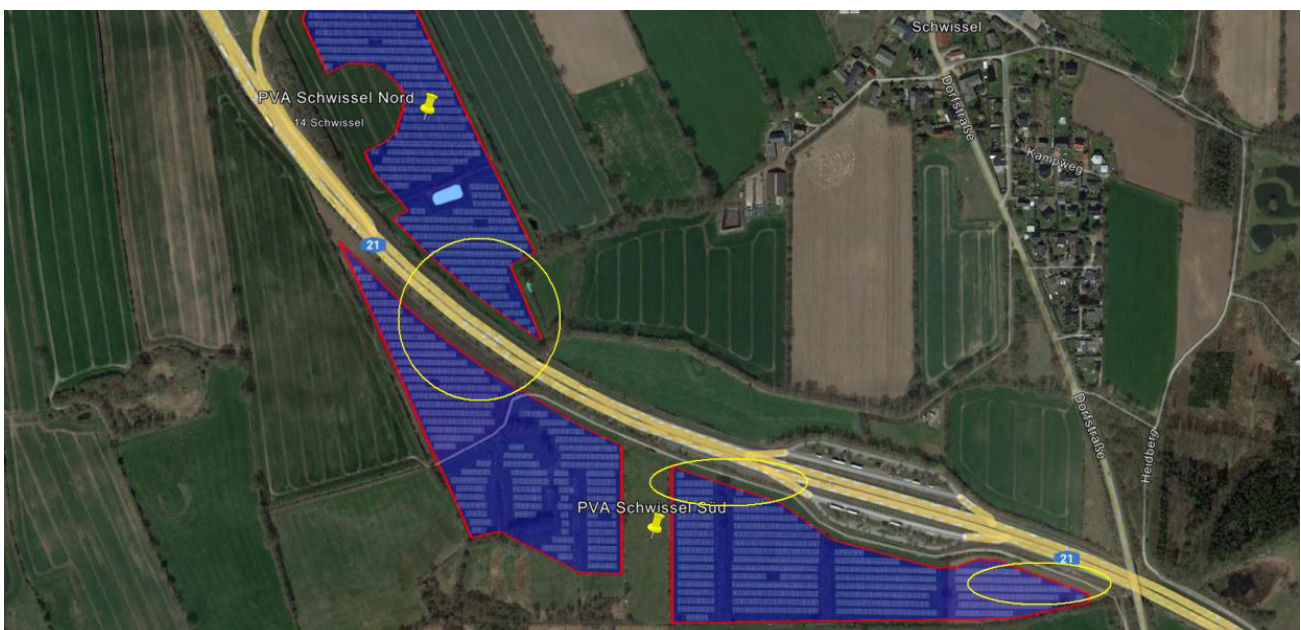 Schwissel
PVA Schwissel Nord
14 Schwissel
Dorfstraße
Kampweg
21
Dorfstraße
Heidberg
PVA Schwissel Süd
21